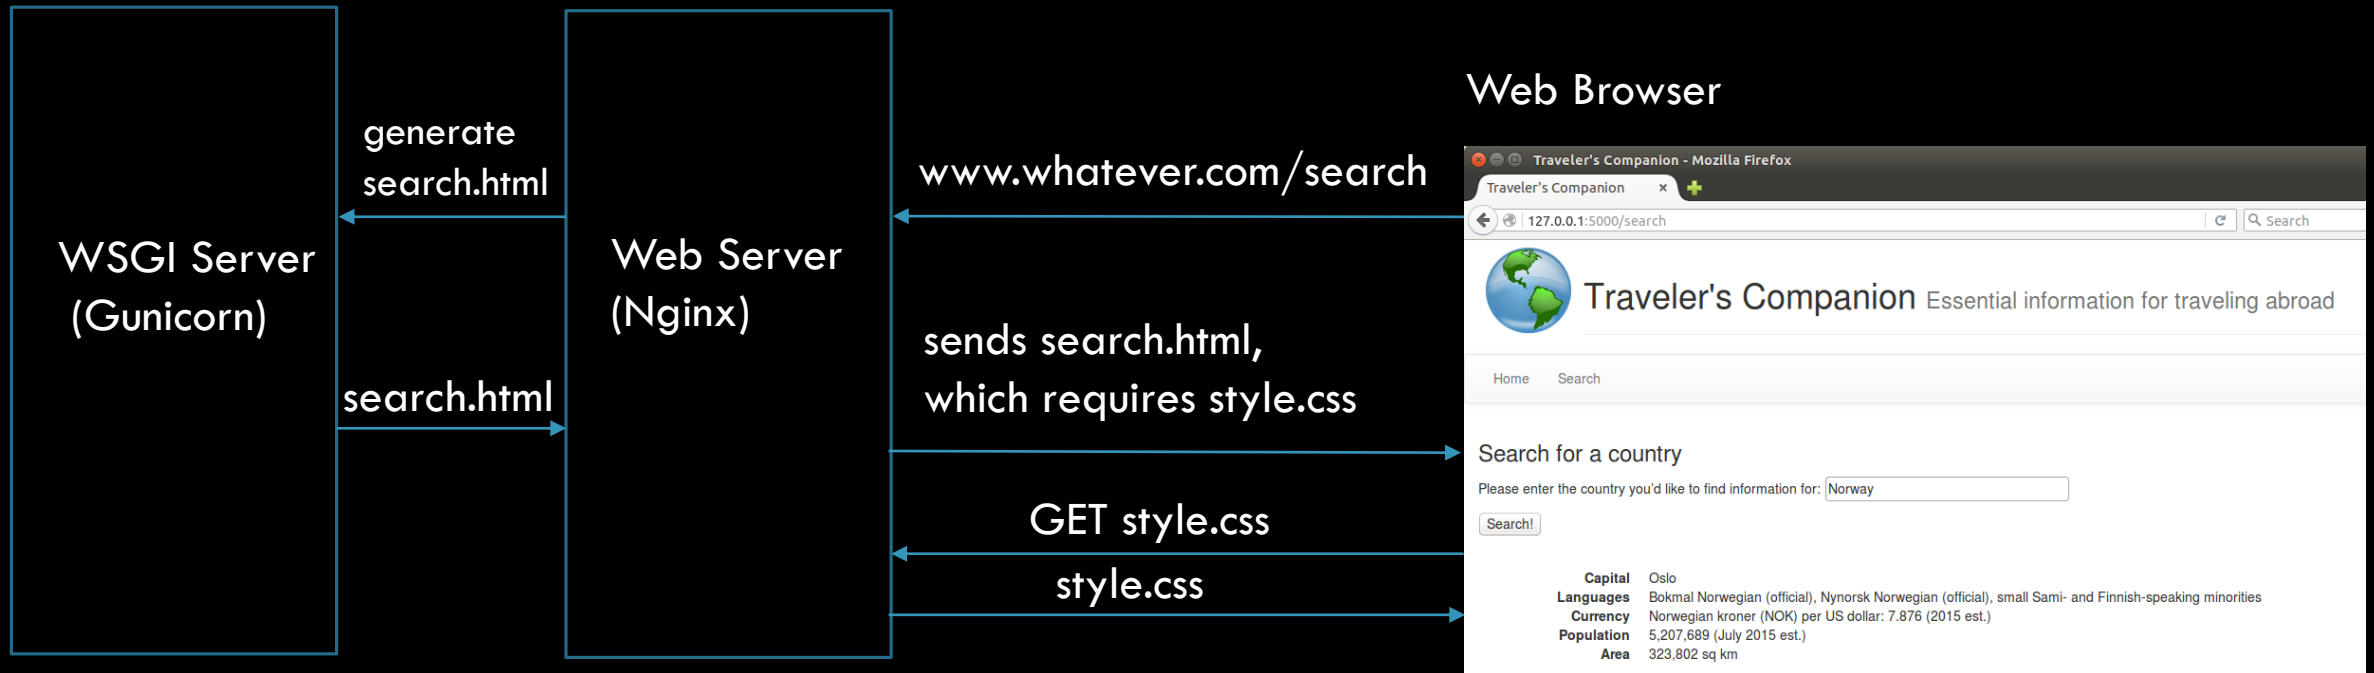 WSGI Server
(Gunicorn)
generate
search.html
search.html
Web Server
(Nginx)
www.whatever.com/search
sends search.html,
which requires style.css
GET style.css
style.css
Web Browser
Traveler's Companion - Mozilla Firefox
Traveler's Companion
127.0.0.1:5000/search
Search
Traveler's Companion Essential information for traveling abroad
Home Search
Search for a country
Please enter the country you'd like to find information for: Norway
Search!
Capital Oslo
Languages Bokmal Norwegian (official), Nynorsk Norwegian (official), small Sami- and Finnish-speaking minorities
Currency Norwegian kroner (NOK) per US dollar: 7.876 (2015 est.)
Population 5,207,689 (July 2015 est.)
Area 323,802 sq km